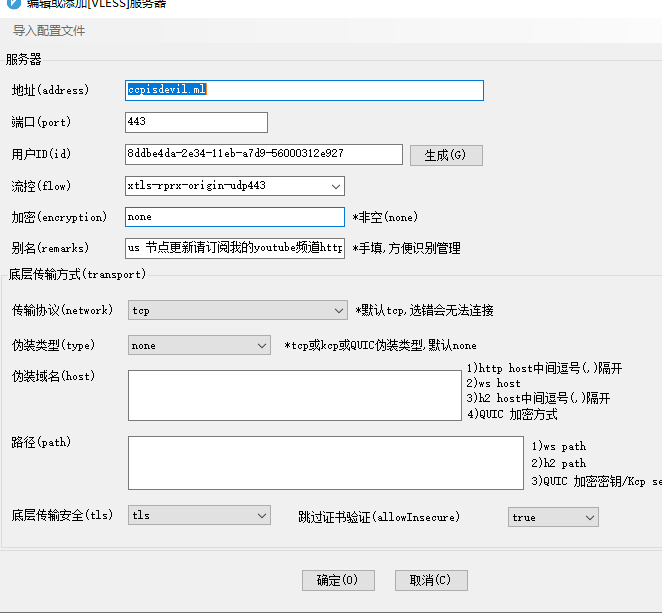 编辑或添加[VLESS]服务器
导入配置文件
服务器
地址(address) ccpisdevil.ml
端口(port) 443
用户ID(id) 8ddbe4da-2e34-11eb-a7d9-56000312e927 生成(G)
流控(flow) xtls-rprx-origin-udp443
加密(encryption) none *非空(none)
别名(remarks) us 节点更新请订阅我的youtube频道http *手填,方便识别管理
底层传输方式(transport)
传输协议(network) tcp *默认tcp,选错会无法连接
伪装类型(type) none *tcp或kcp或QUIC伪装类型,默认none
伪装域名(host) 1)http host中间逗号(,)隔开
2)ws host
3)h2 host中间逗号(,)隔开
4)QUIC 加密方式
路径(path) 1)ws path
2)h2 path
3)QUIC 加密密钥/Kcp se
底层传输安全(tls) tls 跳过证书验证(allowInsecure) true
确定(O) 取消(C)